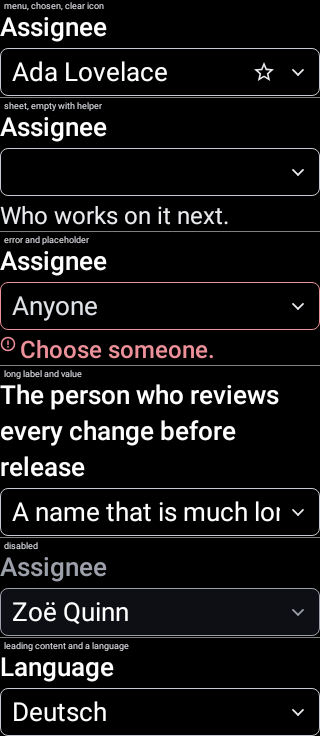 menu, chosen, clear icon
Assignee
Ada Lovelace
sheet, empty with helper
Assignee
Who works on it next.
error and placeholder
Assignee
Anyone
Choose someone.
long label and value
The person who reviews
every change before
release
A name that is much lor
disabled
Assignee
Zoë Quinn
leading content and a language
Language
Deutsch